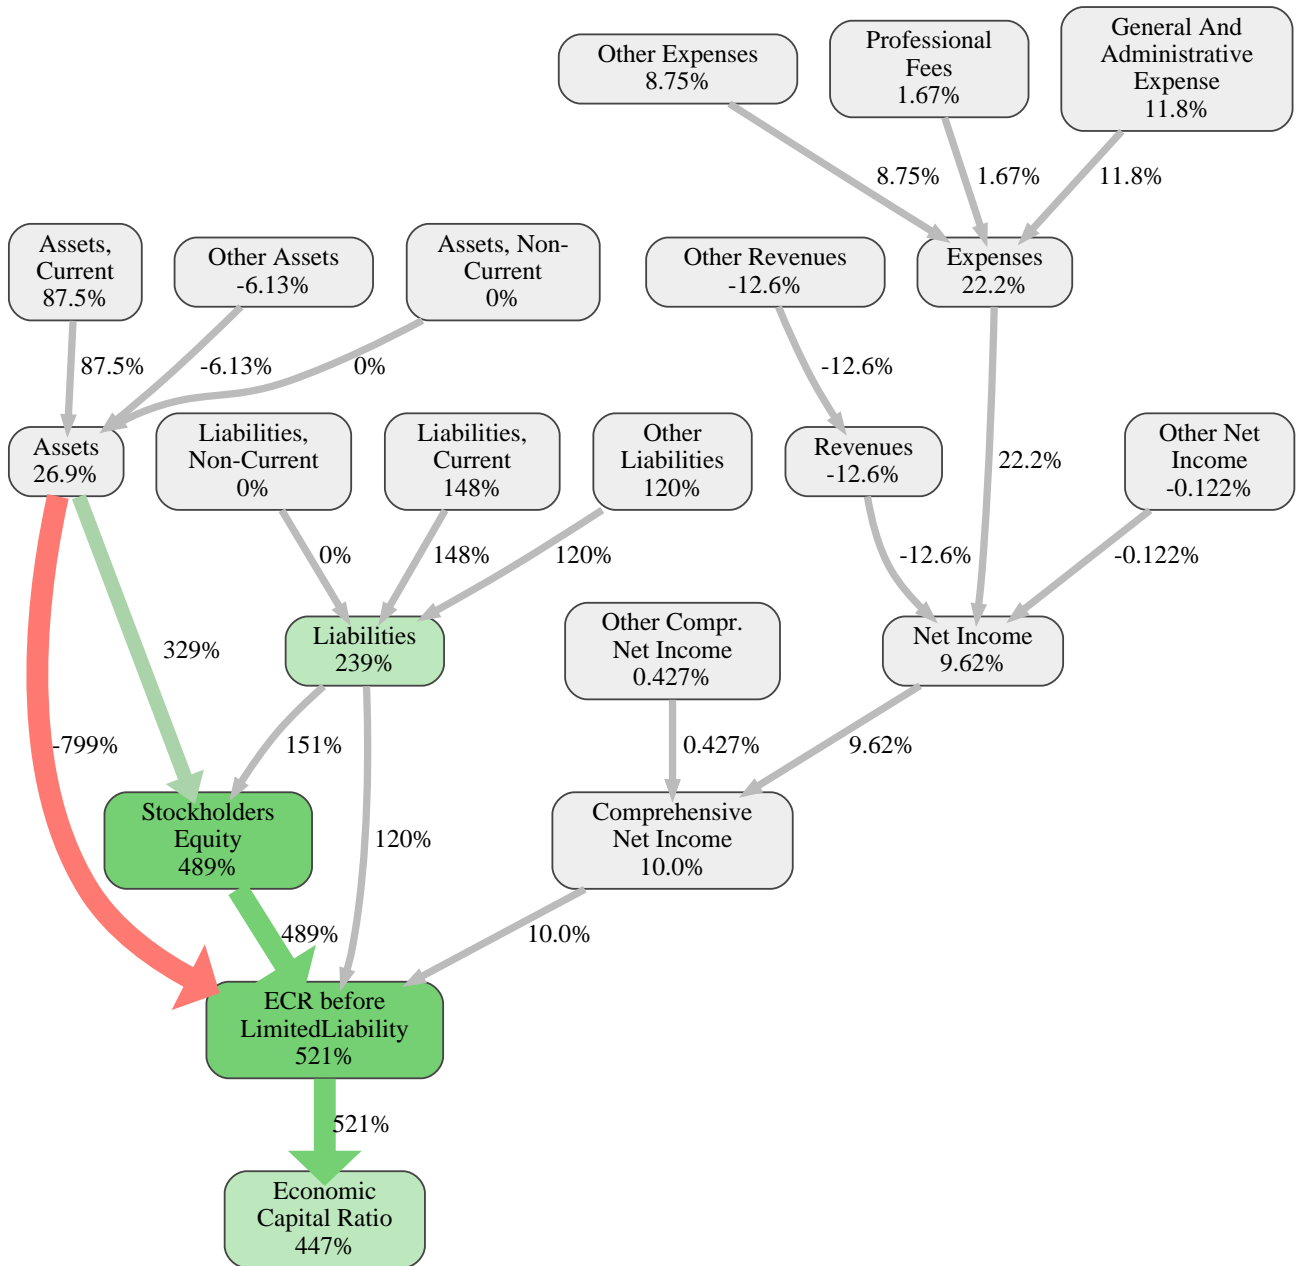 Other Expenses
8.75%
Professional
Fees
1.67%
General And
Administrative
Expense
11.8%
8.75%
1.67%
11.8%
Assets,
Current
87.5%
Other Assets
-6.13%
Assets, Non-
Current
0%
Other Revenues
-12.6%
Expenses
22.2%
87.5%
-6.13%
0%
-12.6%
Assets
26.9%
Liabilities,
Non-Current
0%
Liabilities,
Current
148%
Other
Liabilities
120%
Revenues
-12.6%
22.2%
Other Net
Income
-0.122%
0%
148%
120%
-12.6%
-0.122%
329%
Liabilities
239%
Other Compr.
Net Income
0.427%
Net Income
9.62%
-799%
151%
0.427%
9.62%
Stockholders
Equity
489%
120%
Comprehensive
Net Income
10.0%
489%
10.0%
ECR before
LimitedLiability
521%
521%
Economic
Capital Ratio
447%